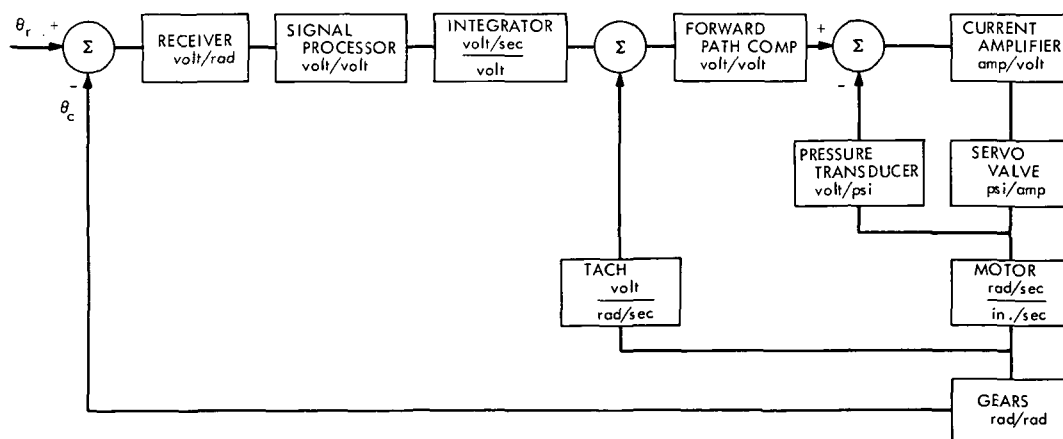 θr +
Σ
RECEIVER
volt/rad
SIGNAL
PROCESSOR
volt/volt
INTEGRATOR
volt/sec
volt
Σ
FORWARD
PATH COMP
volt/volt
+
Σ
CURRENT
AMPLIFIER
amp/volt
-
θc
-
PRESSURE
TRANSDUCER
volt/psi
SERVO
VALVE
psi/amp
TACH
volt
rad/sec
MOTOR
rad/sec
in./sec
GEARS
rad/rad